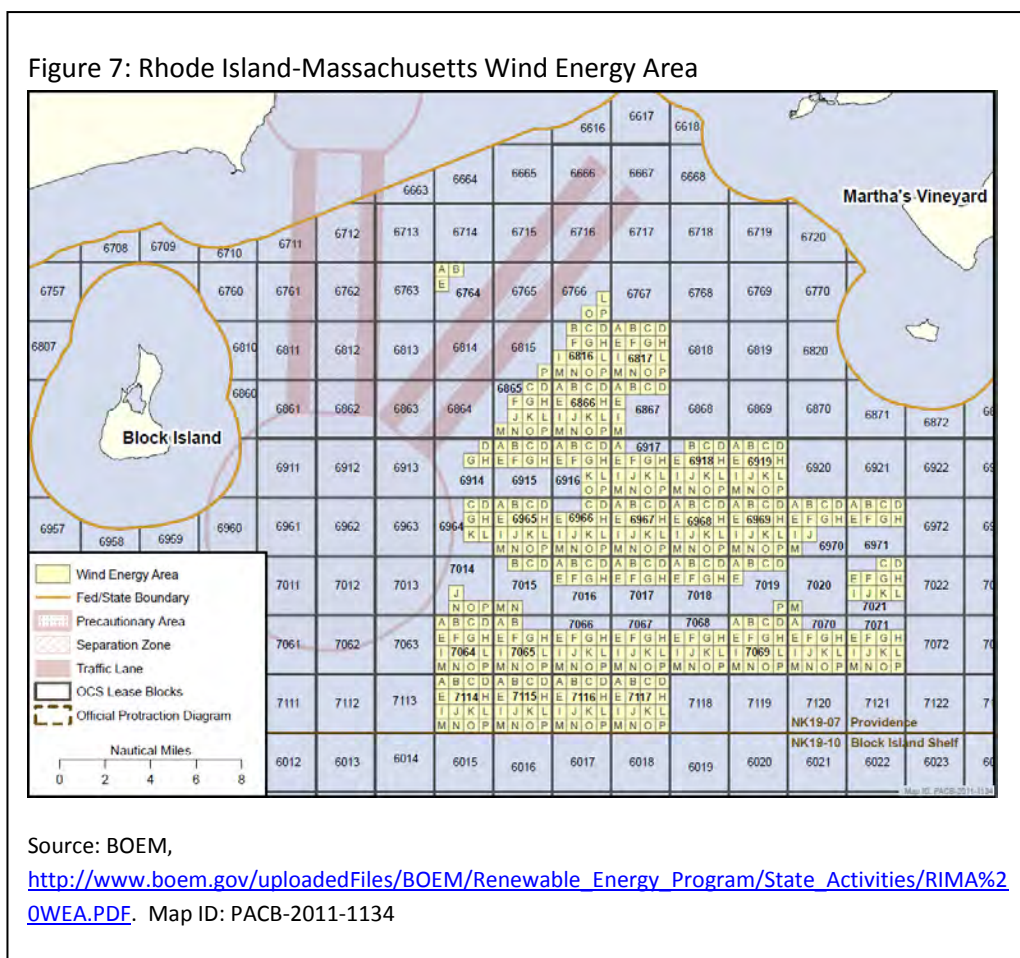 Figure 7: Rhode Island-Massachusetts Wind Energy Area
6616 6617 6618
6663 6664 6665 6666 6667 6668
Martha's Vineyard
6708 6709 6710 6711 6712 6713 6714 6715 6716 6717 6718 6719 6720
A B
E
6757 6760 6761 6762 6763 6764 6765 6766 6767 6768 6769 6770
L
O P
B C D A B C D
F G H E F G H
6807 6810 6811 6812 6813 6814 6815 I 6816 L I 6817 L 6818 6819 6820
P M N O P M N O P
6860 6865 C D A B C D A B C D
F G H E 6866 H E
6861 6862 6863 6864 J K L I J K L I 6867 6868 6869 6870 6871 6872
M N O P M N O P M
Block Island
D A B C D A B C D A 6917 B C D A B C D
G H E F G H E F G H E F G H E 6918 H E 6919 H
6911 6912 6913 6914 6915 6916 K L I J K L I J K L I J K L 6920 6921 6922
O P M N O P M N O P M N O P
C D A B C D A B C D A B C D A B C D A B C D A B C D A B C D
6957 6958 6959 6960 6961 6962 6963 6964 G H E 6965 H E 6966 H E 6967 H E 6968 H E 6969 H E F G H E F G H 6972
K L I J K L I J K L I J K L I J K L I J K L I J
M N O P M N O P M N O P M N O P M N O P M 6970 6971
7014 B C D A B C D A B C D A B C D A B C D C D
E F G H E F G H E F G H E E F G H
7011 7012 7013 7015 7016 7017 7018 7019 7020 7022
J I J K L
N O P M N P M 7021
A B C D A B 7066 7067 7068 A B C D A 7070 7071
E F G H E F G H E F G H E F G H E F G H E F G H E F G H E F G H
7061 7062 7063 I 7064 L I 7065 L I J K L I J K L I J K L I 7069 L I J K L I J K L 7072
M N O P M N O P M N O P M N O P M N O P M N O P M N O P M N O P
A B C D A B C D A B C D A B C D
E 7114 H E 7115 H E 7116 H E 7117 H
7111 7112 7113 I J K L I J K L I J K L I J K L 7118 7119 7120 7121 7122
M N O P M N O P M N O P M N O P
NK19-07 Providence
NK19-10 Block Island Shelf
6012 6013 6014 6015 6016 6017 6018 6019 6020 6021 6022 6023
Wind Energy Area
Fed/State Boundary
Precautionary Area
Separation Zone
Traffic Lane
OCS Lease Blocks
Official Protraction Diagram
Nautical Miles
0 2 4 6 8
Map ID: PACB-2011-1134
Source: BOEM,
http://www.boem.gov/uploadedFiles/BOEM/Renewable_Energy_Program/State_Activities/RIMA%2
0WEA.PDF. Map ID: PACB-2011-1134